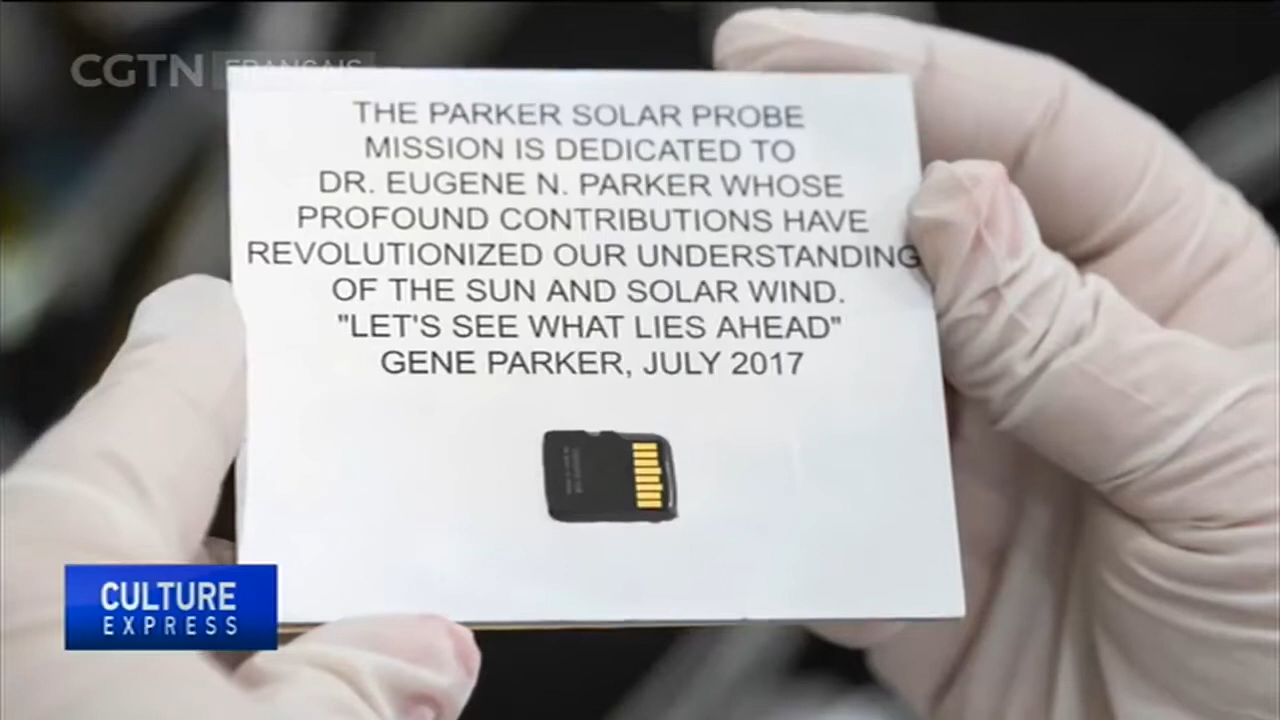 CGTN FRANÇAIS
THE PARKER SOLAR PROBE
MISSION IS DEDICATED TO
DR. EUGENE N. PARKER WHOSE
PROFOUND CONTRIBUTIONS HAVE
REVOLUTIONIZED OUR UNDERSTANDING
OF THE SUN AND SOLAR WIND.
"LET'S SEE WHAT LIES AHEAD"
GENE PARKER, JULY 2017
CULTURE
EXPRESS